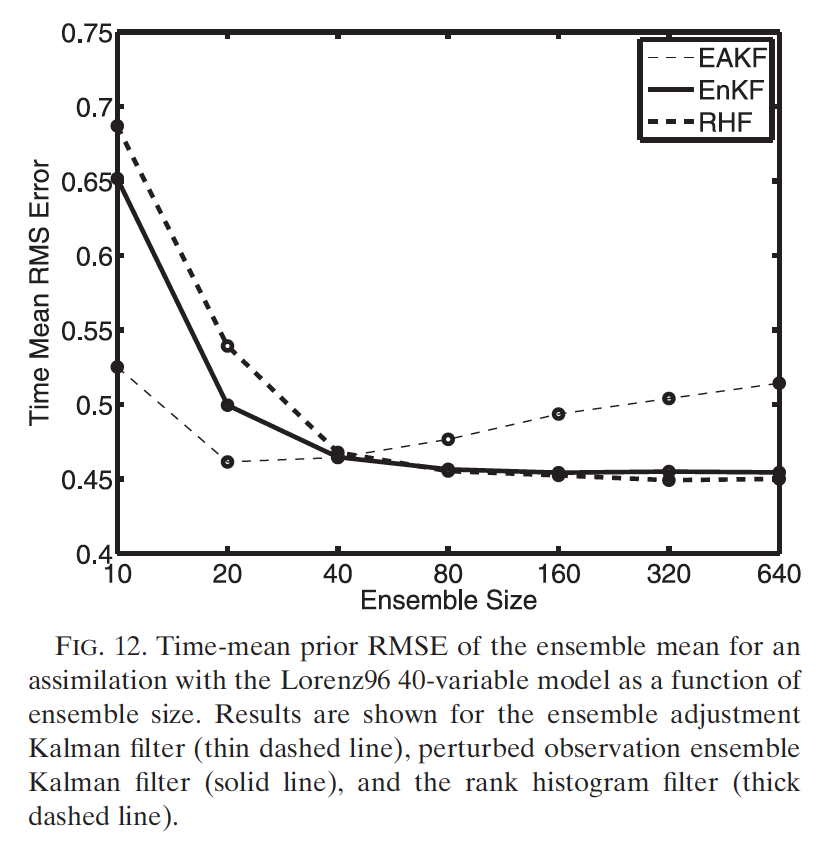 0.75
0.7
0.65
0.6
0.55
0.5
0.45
0.4
Time Mean RMS Error
EAKF
EnKF
RHF
10 20 40 80 160 320 640
Ensemble Size
FIG. 12. Time-mean prior RMSE of the ensemble mean for an
assimilation with the Lorenz96 40-variable model as a function of
ensemble size. Results are shown for the ensemble adjustment
Kalman filter (thin dashed line), perturbed observation ensemble
Kalman filter (solid line), and the rank histogram filter (thick
dashed line).